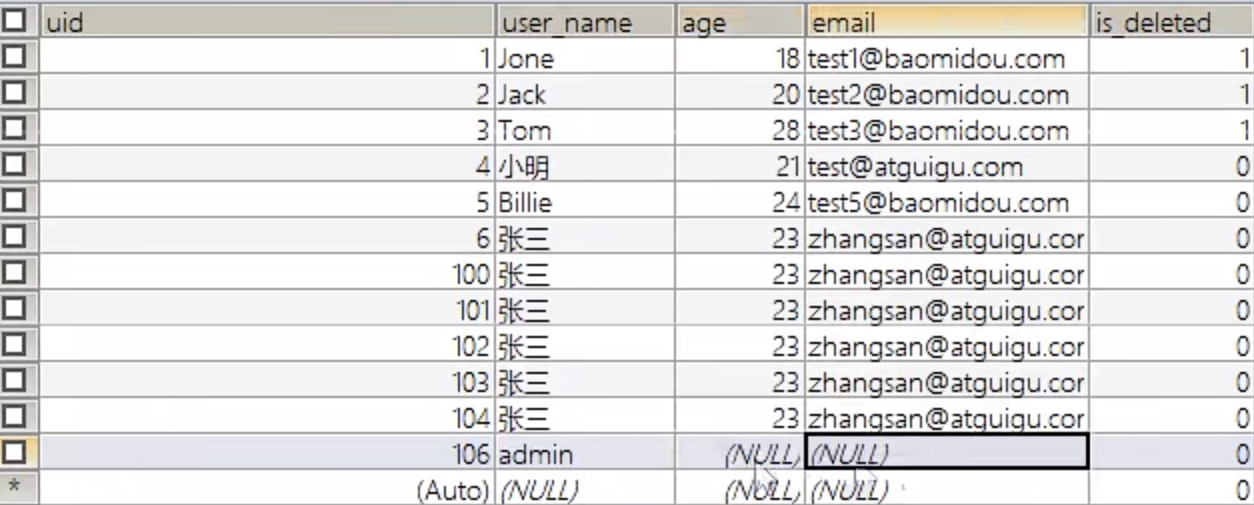 uid user_name age email is_deleted
1 Jone 18 test1@baomidou.com 1
2 Jack 20 test2@baomidou.com 1
3 Tom 28 test3@baomidou.com 1
4 小明 21 test@atguigu.com 0
5 Billie 24 test5@baomidou.com 0
6 张三 23 zhangsan@atguigu.cor 0
100 张三 23 zhangsan@atguigu.cor 0
101 张三 23 zhangsan@atguigu.cor 0
102 张三 23 zhangsan@atguigu.cor 0
103 张三 23 zhangsan@atguigu.cor 0
104 张三 23 zhangsan@atguigu.cor 0
106 admin (NULL) (NULL) 0
* (Auto) (NULL) (NULL) (NULL) 0